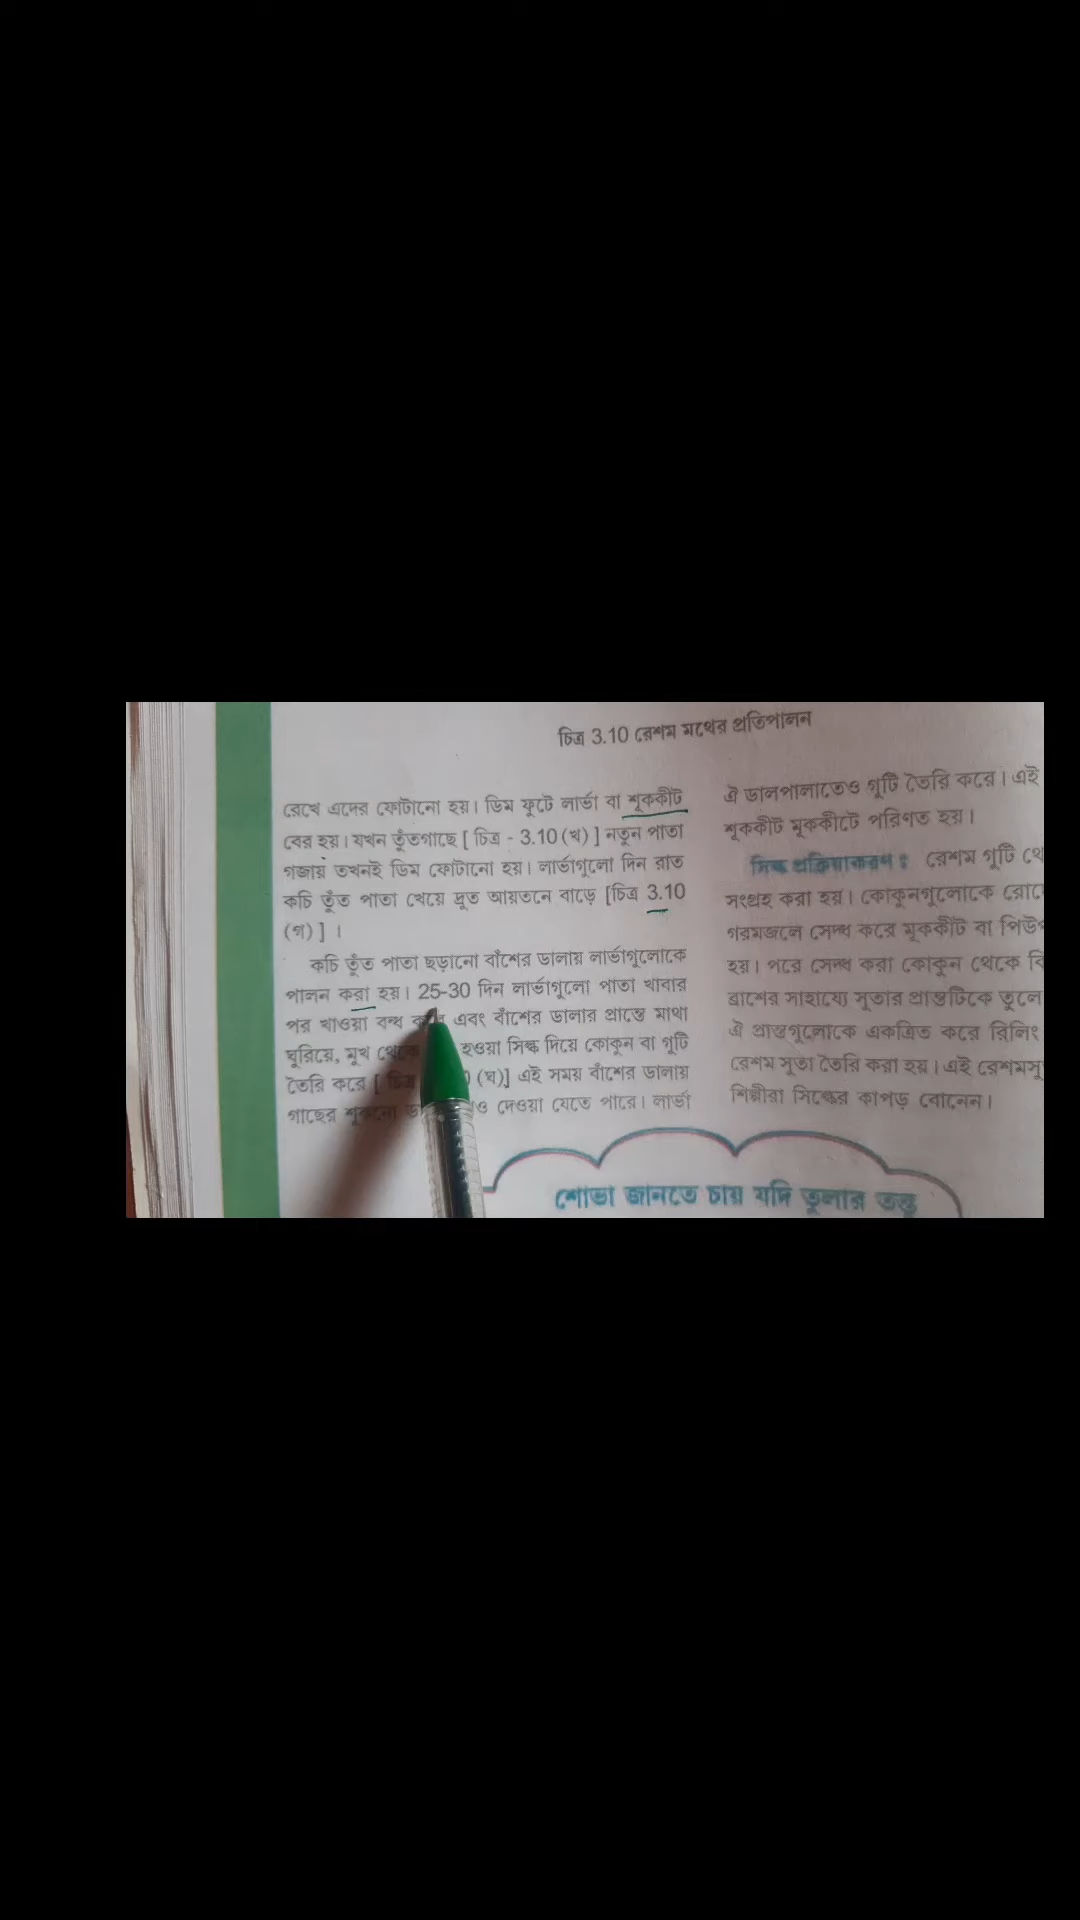 চিত্র 3.10 রেশম মথের প্রতিপালন
রেখে এদের ফোটানো হয়। ডিম ফুটে লার্ভা বা শূককীট
বের হয়। যখন তুঁতগাছে [ চিত্র - 3.10 (খ) ] নতুন পাতা
গজায় তখনই ডিম ফোটানো হয়। লার্ভাগুলো দিন রাত
কচি তুঁত পাতা খেয়ে দ্রুত আয়তনে বাড়ে [চিত্র 3.10
(গ) ] ।
কচি তুঁত পাতা ছড়ানো বাঁশের ডালায় লার্ভাগুলোকে
পালন করা হয়। 25-30 দিন লার্ভাগুলো পাতা খাবার
পর খাওয়া বন্ধ এবং বাঁশের ডালার প্রান্তে মাথা
ঘুরিয়ে, মুখ থেকে হওয়া সিল্ক দিয়ে কোকুন বা গুটি
তৈরি করে [ চিত্র (ঘ)] এই সময় বাঁশের ডালায়
গাছের শুকনো দেওয়া যেতে পারে। লার্ভা
ঐ ডালপালাতেও গুটি তৈরি করে। এই
শূককীট মূককীটে পরিণত হয়।
সিল্ক প্রক্রিয়াকরণ : রেশম গুটি
সংগ্রহ করা হয়। কোকুনগুলোকে
গরমজলে সেদ্ধ করে মূককীট বা
হয়। পরে সেদ্ধ করা কোকুন থেকে
ব্রাশের সাহায্যে সুতার প্রান্তটিকে তুলে
ঐ প্রান্তগুলোকে একত্রিত করে রিলিং
রেশম সুতা তৈরি করা হয়। এই
শিল্পীরা সিল্কের কাপড় বোনেন।
শোভা জানতে চায় যদি তুলার তন্তু